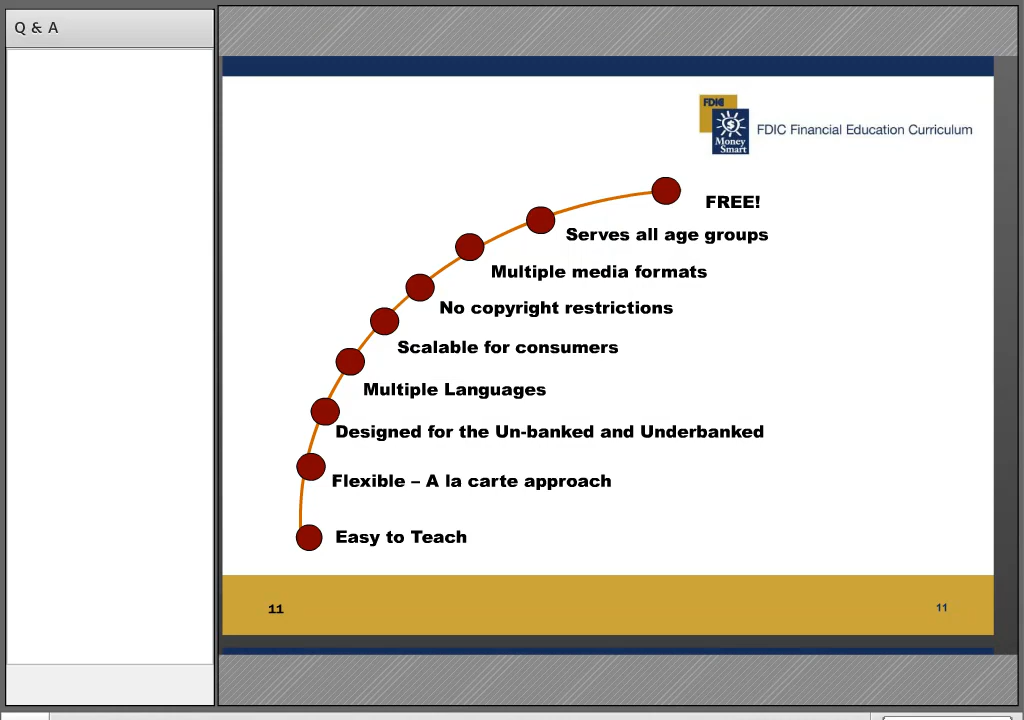 Q & A
FDIC
Money
Smart
FDIC Financial Education Curriculum
FREE!
Serves all age groups
Multiple media formats
No copyright restrictions
Scalable for consumers
Multiple Languages
Designed for the Un-banked and Underbanked
Flexible – A la carte approach
Easy to Teach
11
11